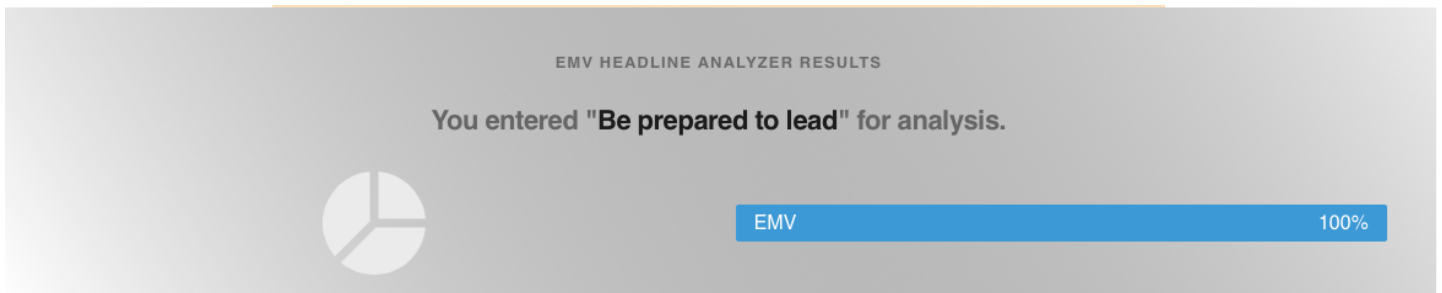 EMV HEADLINE ANALYZER RESULTS
You entered "Be prepared to lead" for analysis.
EMV 100%